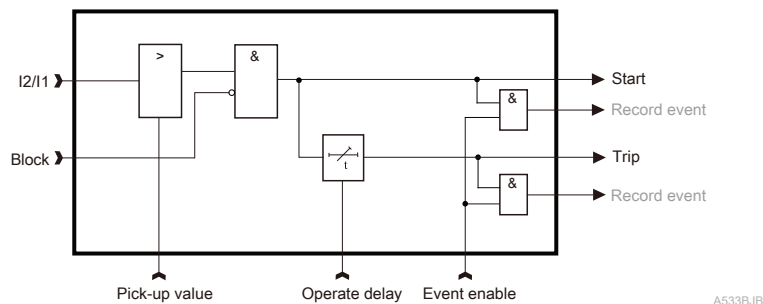 >
&
I2/I1
Start
&
Record event
Block
t
Trip
&
Record event
Pick-up value
Operate delay
Event enable
A533BJB